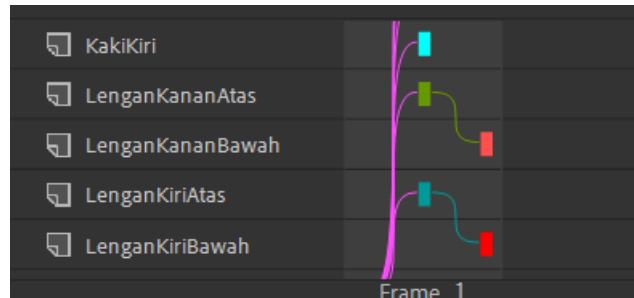 KakiKiri
LenganKananAtas
LenganKananBawah
LenganKiriAtas
LenganKiriBawah
Frame 1